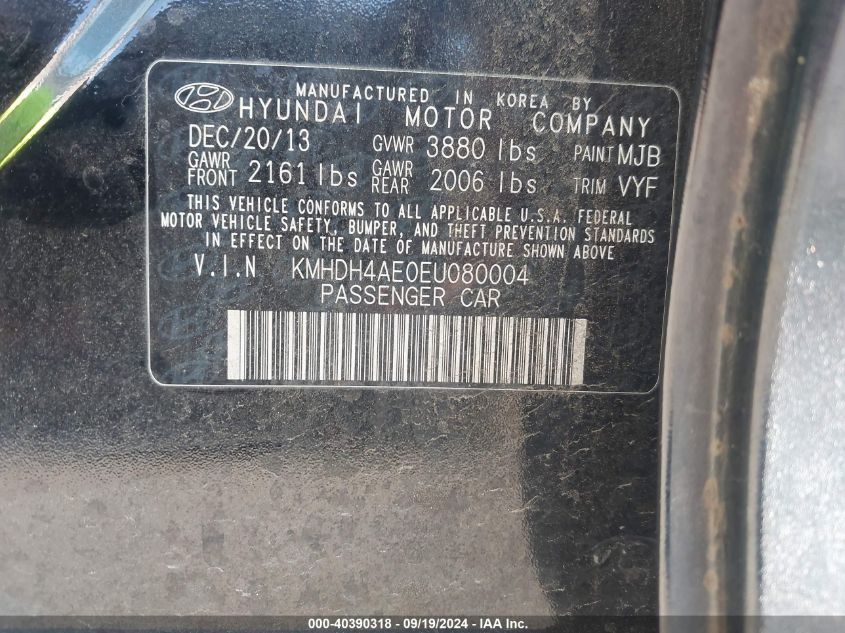 MANUFACTURED IN KOREA BY
HYUNDAI MOTOR COMPANY
DEC/20/13 GVWR 3880 lbs PAINT MJB
GAWR FRONT 2161 lbs GAWR REAR 2006 lbs TRIM VYF
THIS VEHICLE CONFORMS TO ALL APPLICABLE U.S.A. FEDERAL
MOTOR VEHICLE SAFETY, BUMPER, AND THEFT PREVENTION STANDARDS
IN EFFECT ON THE DATE OF MANUFACTURE SHOWN ABOVE
V.I.N KMHDH4AE0EU080004
PASSENGER CAR
000-40390318 - 09/19/2024 - IAA Inc.